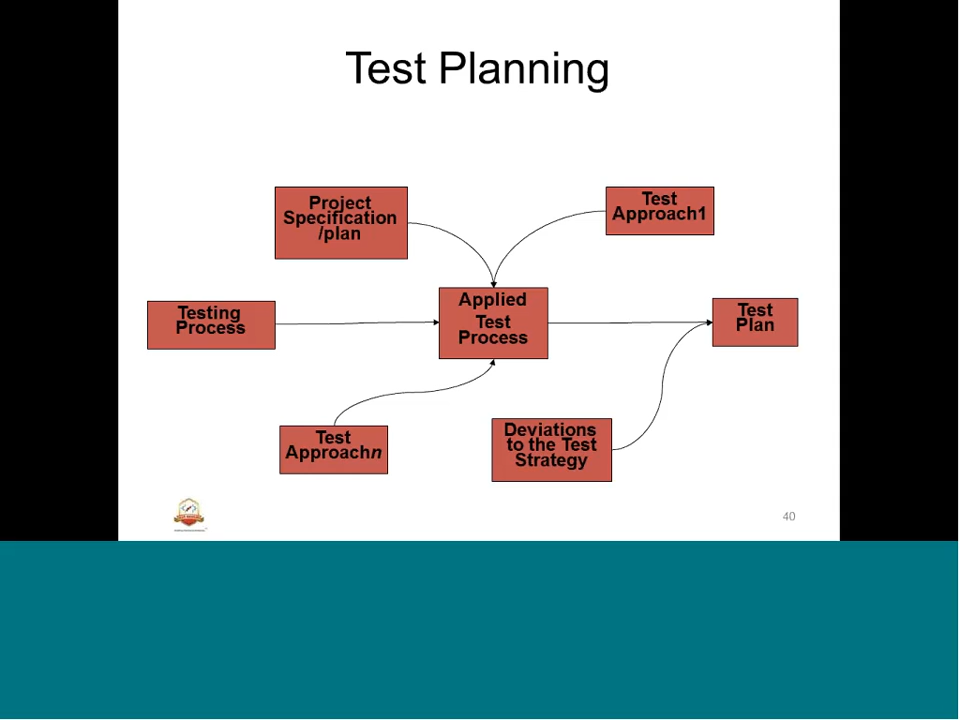 Test Planning
Project
Specification
/plan
Test
Approach1
Testing
Process
Applied
Test
Process
Test
Plan
Test
Approachn
Deviations
to the Test
Strategy
40